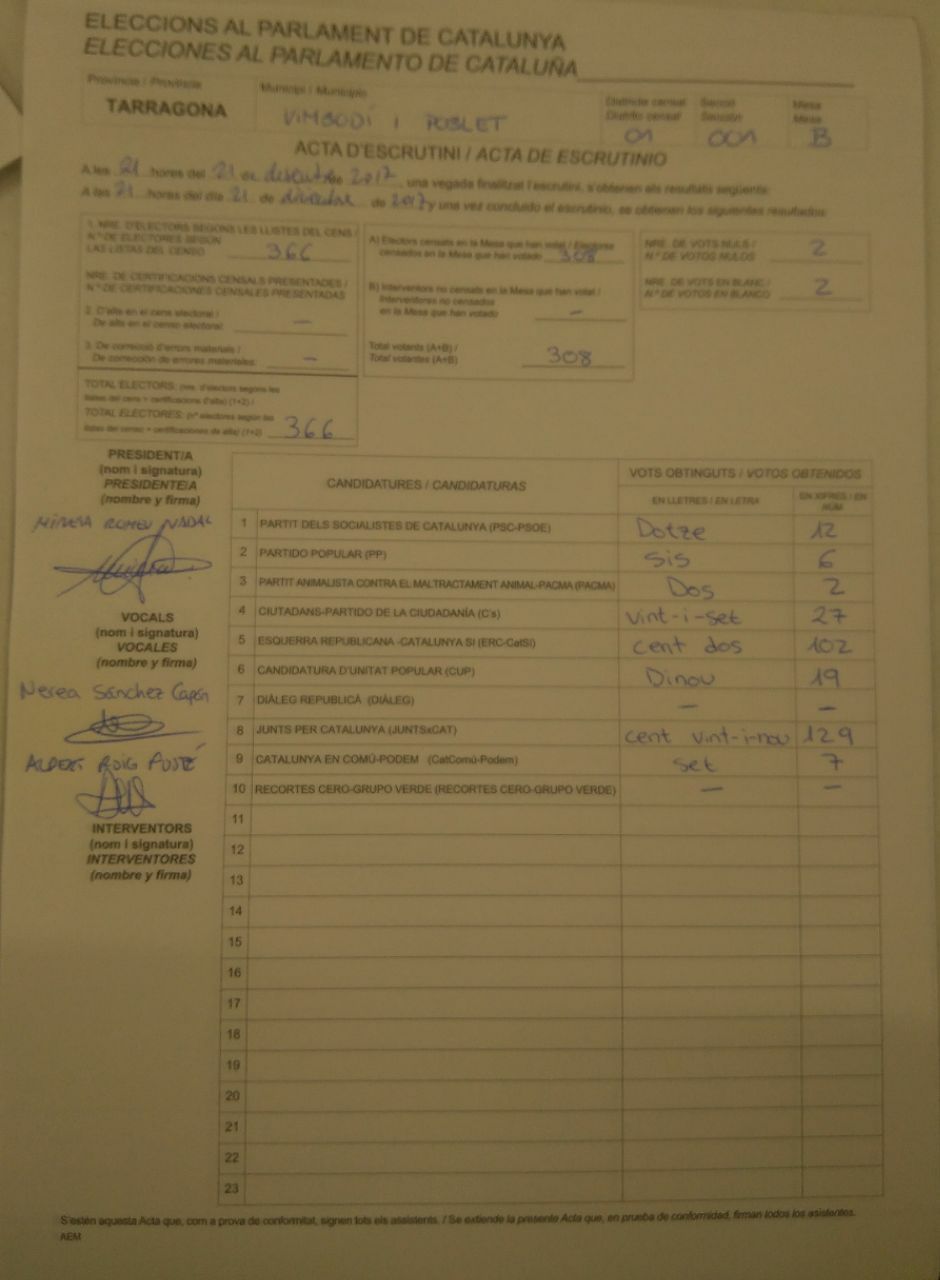 ELECCIONS AL PARLAMENT DE CATALUNYA
ELECCIONES AL PARLAMENTO DE CATALUÑA
Província / Provincia
TARRAGONA
Municipi / Municipio
VIMBODÍ I POBLET
Districte censal
Distrito censal
01
Secció
Sección
001
Mesa
Mesa
B
ACTA D'ESCRUTINI / ACTA DE ESCRUTINIO
A les 21 hores del 21 de desembre 2017, una vegada finalitzat l'escrutini, s'obtenen els resultats següents:
A las 21 horas del día 21 de diciembre de 2017 y una vez concluido el escrutinio, se obtienen los siguientes resultados:
1. NRE. D'ELECTORS SEGONS LES LLISTES DEL CENS /
N.º DE ELECTORES SEGÚN
LAS LISTAS DEL CENSO 366
NRE. DE CERTIFICACIONS CENSALS PRESENTADES /
N.º DE CERTIFICACIONES CENSALES PRESENTADAS
2. D'alta en el cens electoral /
De alta en el censo electoral: —
3. De correcció d'errors materials /
De corrección de errores materiales: —
TOTAL ELECTORS: (nre. d'electors segons les
llistes del cens + certificacions d'alta) (1+2) /
TOTAL ELECTORES: (nº electores según las
listas del censo + certificaciones de alta) (1+2) 366
A) Electors censats en la Mesa que han votat / Electores
censados en la Mesa que han votado 308
B) Interventors no censats en la Mesa que han votat /
Interventores no censados
en la Mesa que han votado —
Total votants (A+B) /
Total votantes (A+B) 308
NRE. DE VOTS NULS /
N.º DE VOTOS NULOS 2
NRE. DE VOTS EN BLANC /
N.º DE VOTOS EN BLANCO 2
PRESIDENT/A
(nom i signatura)
PRESIDENTE/A
(nombre y firma)
MIREIA ROMEU NADAL
VOCALS
(nom i signatura)
VOCALES
(nombre y firma)
Nerea Sánchez Capón
ALBERT ROIG FUSTÉ
INTERVENTORS
(nom i signatura)
INTERVENTORES
(nombre y firma)
CANDIDATURES / CANDIDATURAS
VOTS OBTINGUTS / VOTOS OBTENIDOS
EN LLETRES / EN LETRA
EN XIFRES / EN NÚM
1 PARTIT DELS SOCIALISTES DE CATALUNYA (PSC-PSOE) Dotze 12
2 PARTIDO POPULAR (PP) Sis 6
3 PARTIT ANIMALISTA CONTRA EL MALTRACTAMENT ANIMAL-PACMA (PACMA) Dos 2
4 CIUTADANS-PARTIDO DE LA CIUDADANÍA (C's) Vint-i-set 27
5 ESQUERRA REPUBLICANA -CATALUNYA SÍ (ERC-CatSí) cent dos 102
6 CANDIDATURA D'UNITAT POPULAR (CUP) Dinou 19
7 DIÀLEG REPUBLICÀ (DIÀLEG) — —
8 JUNTS PER CATALUNYA (JUNTSxCAT) cent vint-i-nou 129
9 CATALUNYA EN COMÚ-PODEM (CatComú-Podem) set 7
10 RECORTES CERO-GRUPO VERDE (RECORTES CERO-GRUPO VERDE) — —
11
12
13
14
15
16
17
18
19
20
21
22
23
S'estén aquesta Acta que, com a prova de conformitat, signen tots els assistents. / Se extiende la presente Acta que, en prueba de conformidad, firman todos los asistentes.
AEM